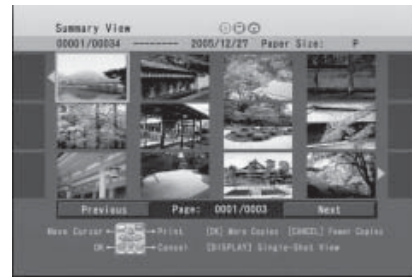 Summary View
00001/00034 --------- 2005/12/27 Paper Size: P
Previous Page: 0001/0003 Next
Move Cursor Print [OK] More Copies [CANCEL] Fewer Copies
OK Cancel [DISPLAY] Single-Shot View